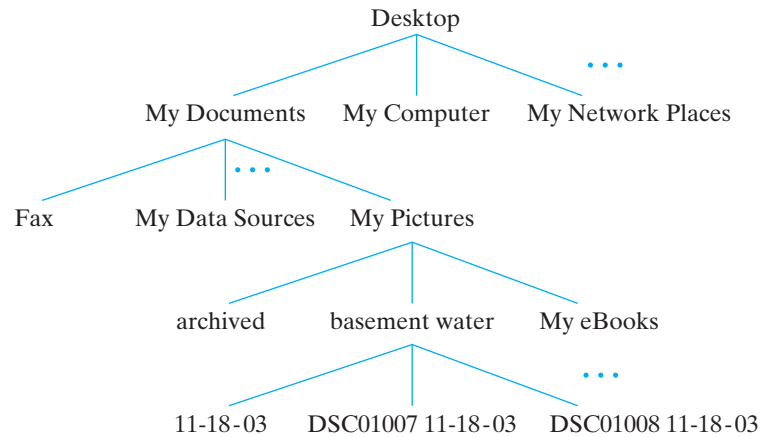 Desktop
...
My Documents My Computer My Network Places
...
Fax My Data Sources My Pictures
archived basement water My eBooks
...
11-18-03 DSC01007 11-18-03 DSC01008 11-18-03